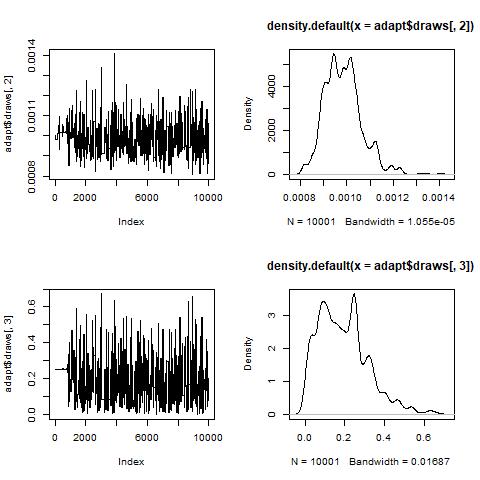 density.default(x = adapt$draws[, 2])
adapt$draws[, 2]
0.0008 0.0011 0.0014
0 2000 6000 10000
Index
Density
0 2000 4000
0.0008 0.0010 0.0012 0.0014
N = 10001 Bandwidth = 1.055e-05
density.default(x = adapt$draws[, 3])
adapt$draws[, 3]
0.0 0.2 0.4 0.6
0 2000 6000 10000
Index
Density
0 1 2 3
0.0 0.2 0.4 0.6
N = 10001 Bandwidth = 0.01687